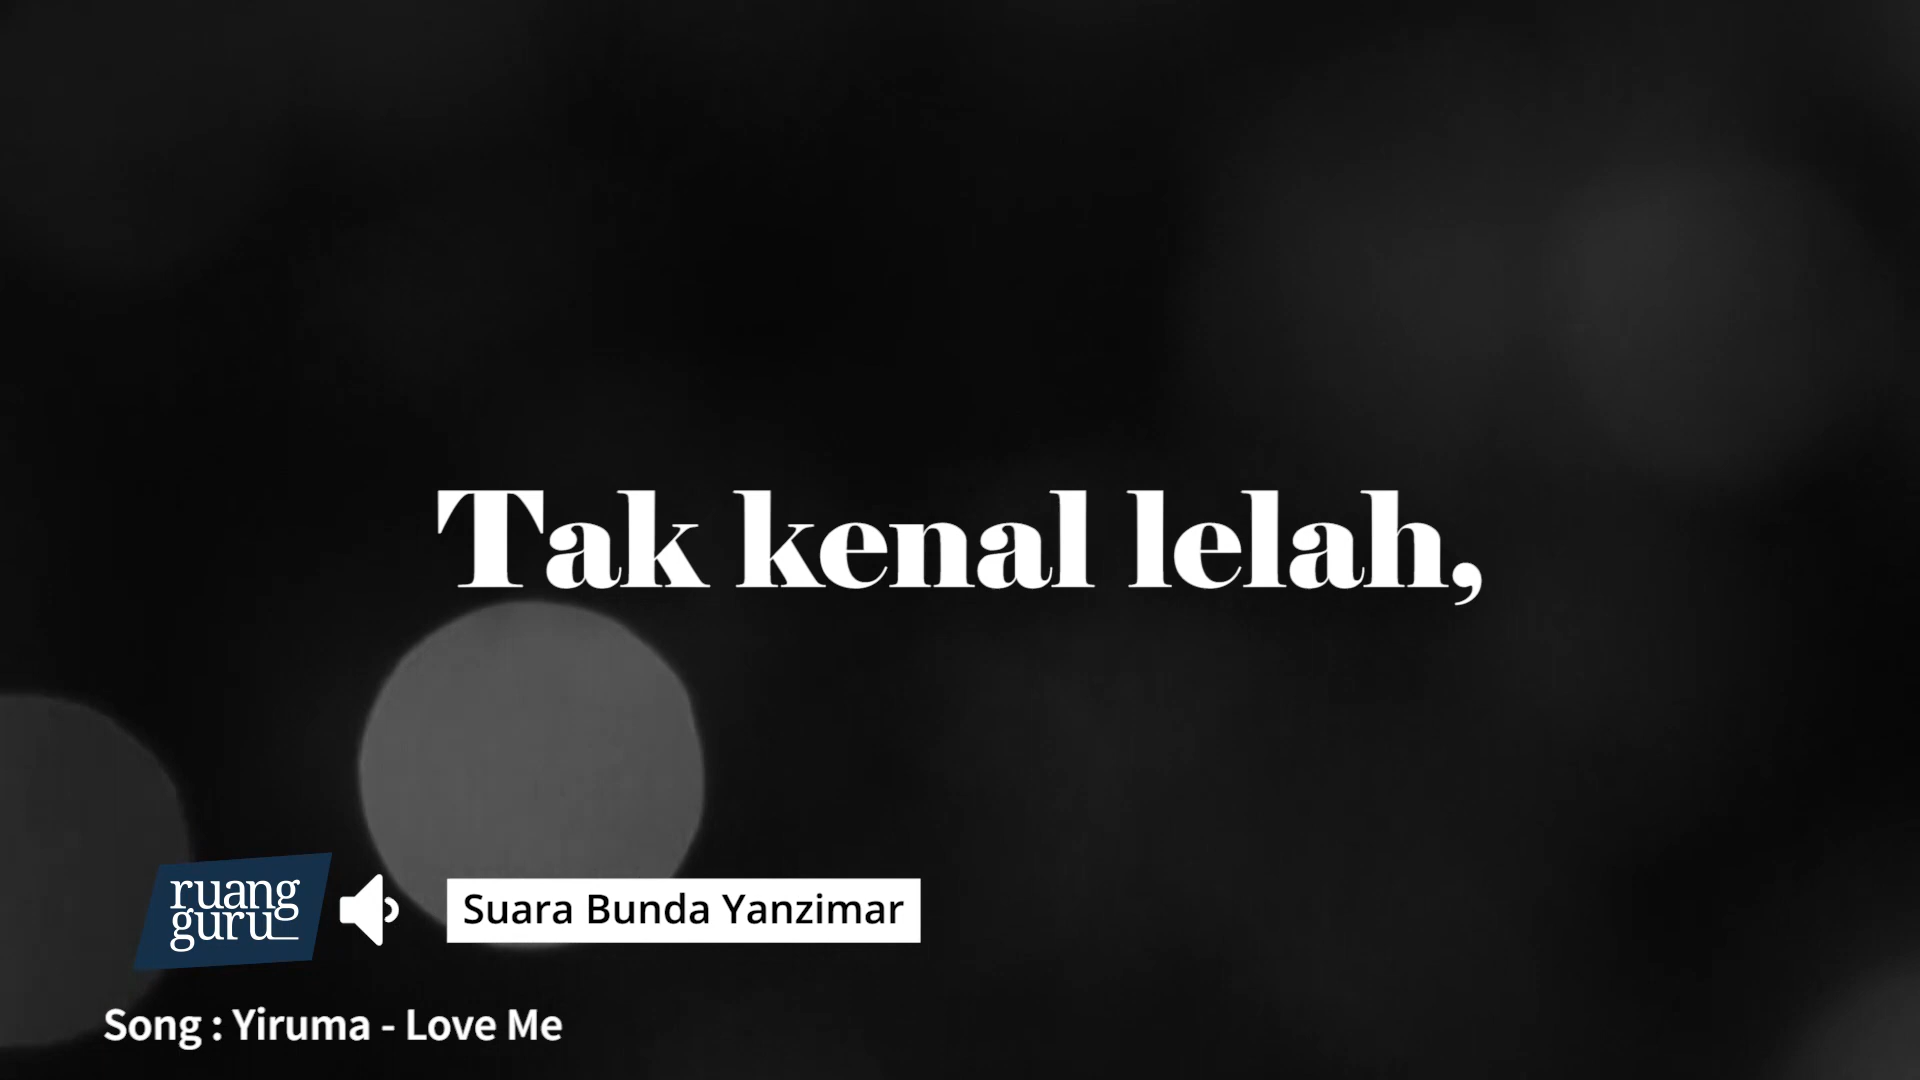 Tak kenal lelah,
ruang
guru
Suara Bunda Yanzimar
Song : Yiruma - Love Me